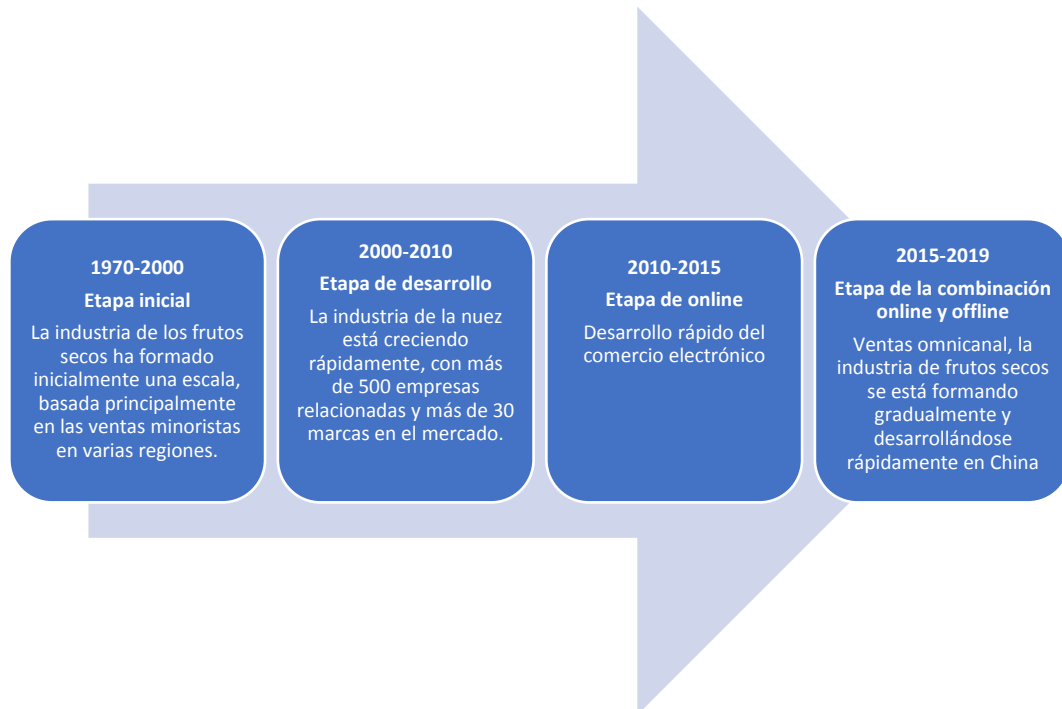 1970-2000
Etapa inicial
La industria de los frutos
secos ha formado
inicialmente una escala,
basada principalmente
en las ventas minoristas
en varias regiones.
2000-2010
Etapa de desarrollo
La industria de la nuez
está creciendo
rápidamente, con más
de 500 empresas
relacionadas y más de 30
marcas en el mercado.
2010-2015
Etapa de online
Desarrollo rápido del
comercio electrónico
2015-2019
Etapa de la combinación
online y offline
Ventas omnicanal, la
industria de frutos secos
se está formando
gradualmente y
desarrollándose
rápidamente en China